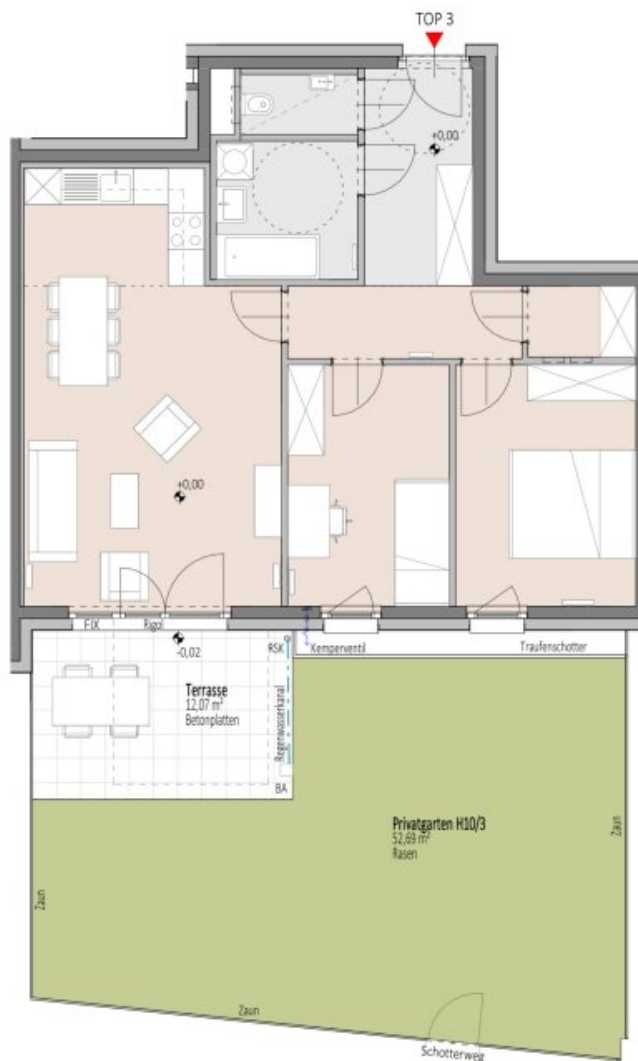 TOP 3
+0,00
+0,00
FIX
Rigol
-0,02
RSK
Kemperventil
Traufenschotter
Terrasse
12,07 m²
Betonplatten
Regenwasserkanal
BA
Privatgarten H10/3
52,69 m²
Rasen
Zaun
Zaun
Zaun
Schotterweg